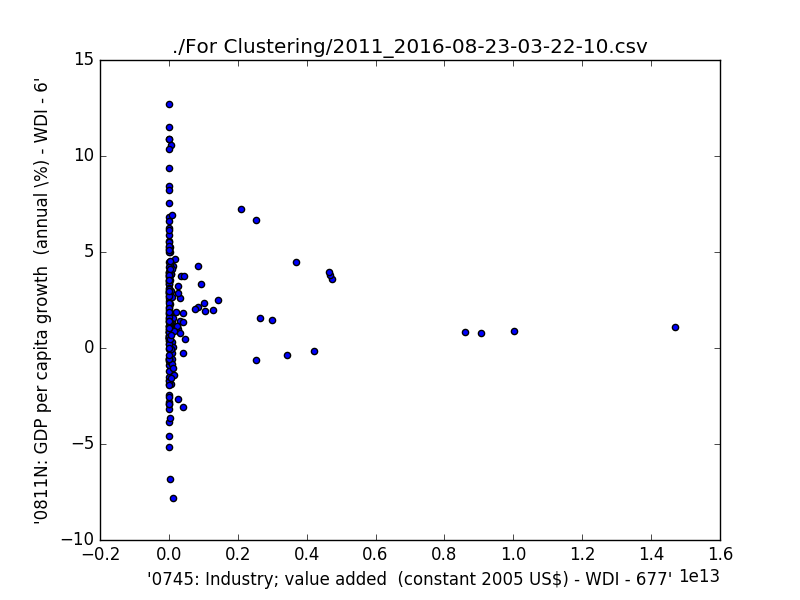 ./For Clustering/2011_2016-08-23-03-22-10.csv
15
10
5
0
−5
−10
'0811N: GDP per capita growth  (annual \%) - WDI - 6'
−0.2 0.0 0.2 0.4 0.6 0.8 1.0 1.2 1.4 1.6
1e13
'0745: Industry; value added  (constant 2005 US$) - WDI - 677'